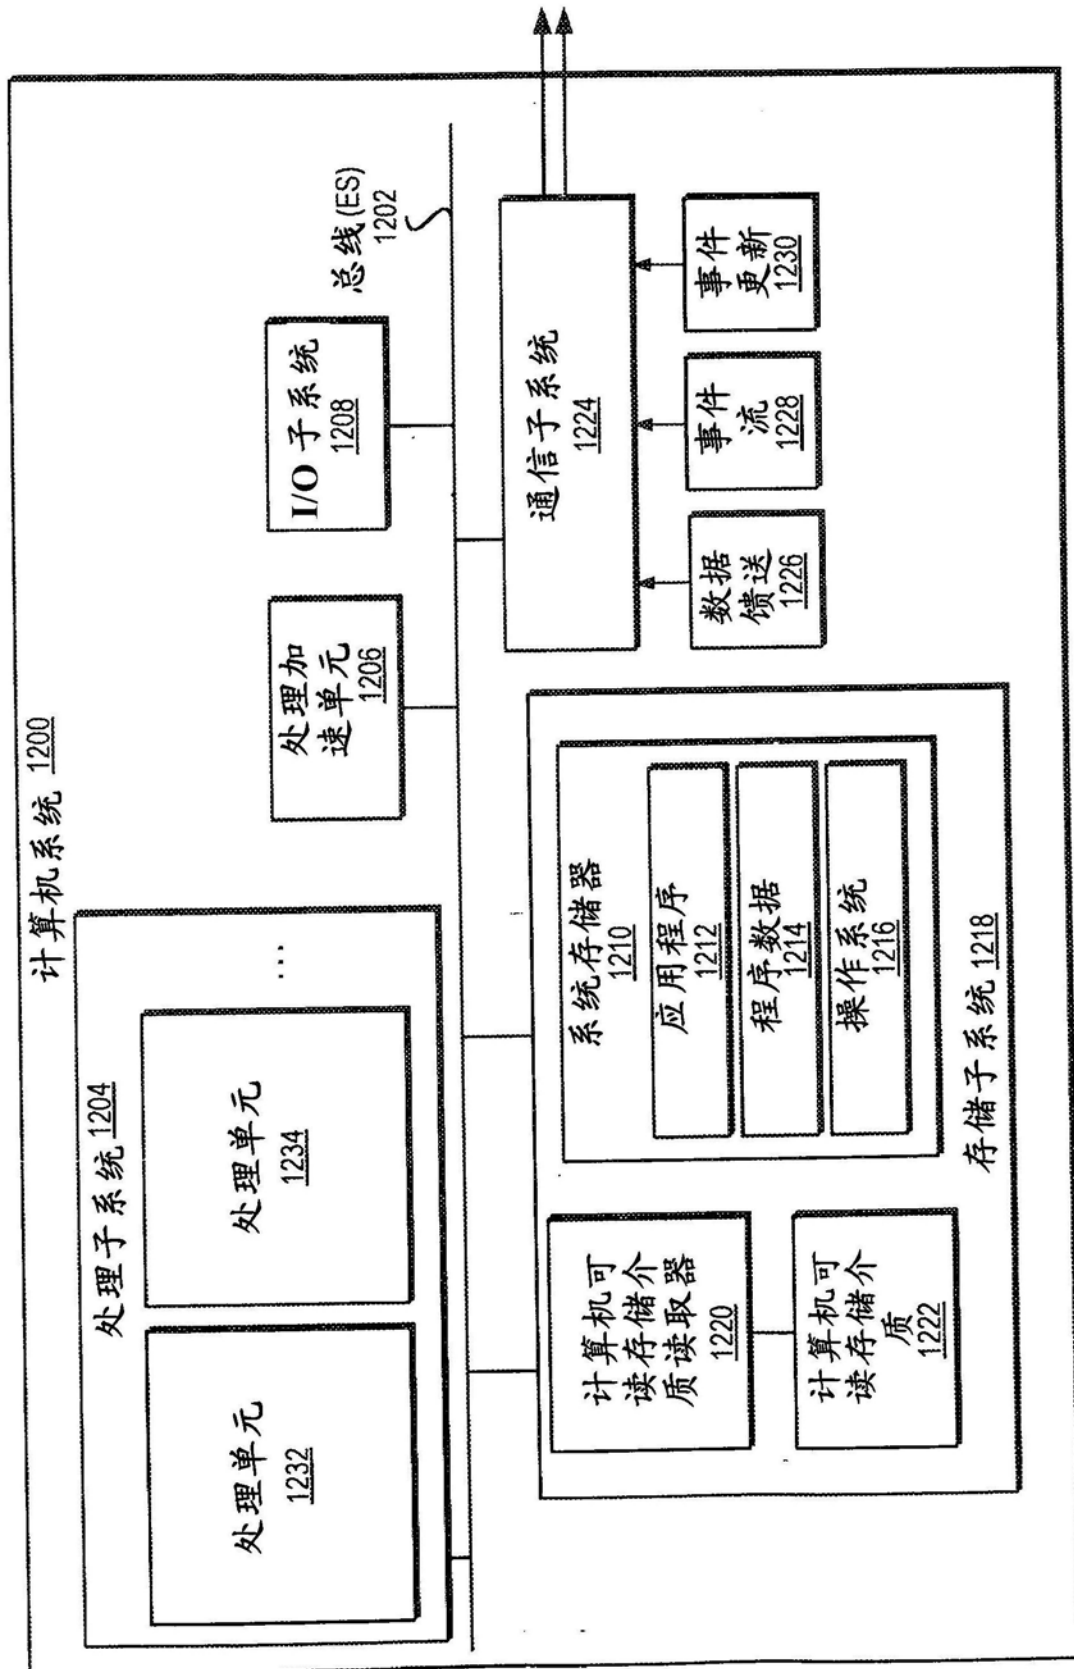 计算机系统 1200
处理子系统 1204
处理单元
1232
处理单元
1234
...
处理加
速单元
1206
I/O 子系统
1208
总线(ES)
1202
计算机可
读存储介
质读取器
1220
计算机可
读存储介
质
1222
系统存储器
1210
应用程序
1212
程序数据
1214
操作系统
1216
存储子系统 1218
通信子系统
1224
数据
馈送
1226
事件
流
1228
事件
更新
1230